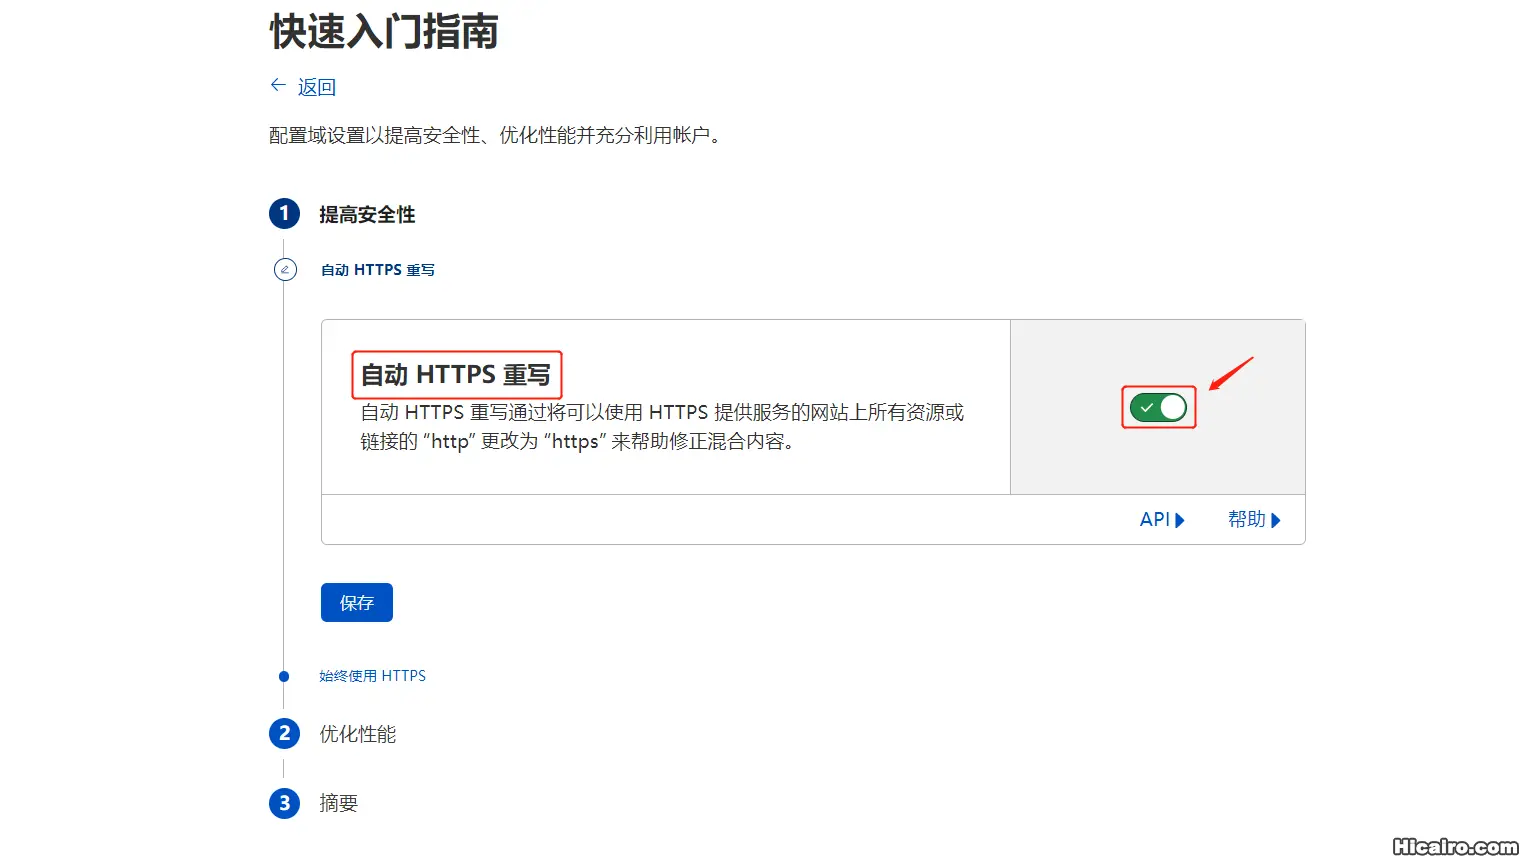 快速入门指南
返回
配置域设置以提高安全性、优化性能并充分利用帐户。
1 提高安全性
自动 HTTPS 重写
自动 HTTPS 重写
自动 HTTPS 重写通过将可以使用 HTTPS 提供服务的网站上所有资源或
链接的 “http” 更改为 “https” 来帮助修正混合内容。
API 帮助
保存
始终使用 HTTPS
2 优化性能
3 摘要
Hicairo.com